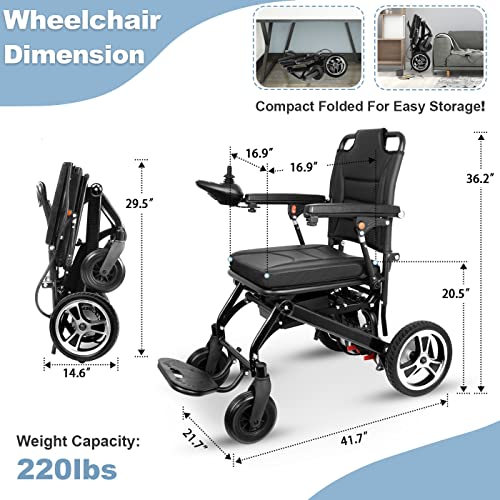 Wheelchair
Dimension
Compact Folded For Easy Storage!
16.9”
16.9”
36.2”
29.5”
20.5”
14.6”
21.7”
41.7”
Weight Capacity:
220lbs